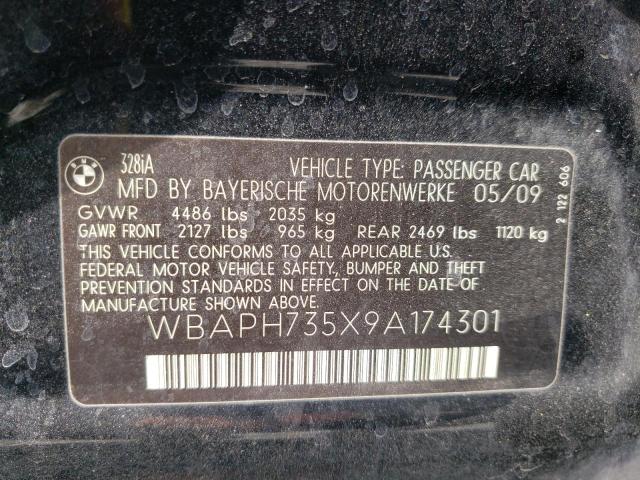 BMW
328iA
VEHICLE TYPE: PASSENGER CAR
MFD BY BAYERISCHE MOTORENWERKE 05/09
GVWR 4486 lbs 2035 kg
GAWR FRONT 2127 lbs 965 kg REAR 2469 lbs 1120 kg
THIS VEHICLE CONFORMS TO ALL APPLICABLE U.S.
FEDERAL MOTOR VEHICLE SAFETY, BUMPER AND THEFT
PREVENTION STANDARDS IN EFFECT ON THE DATE OF
MANUFACTURE SHOWN ABOVE.
WBAPH735X9A174301
2 122 606